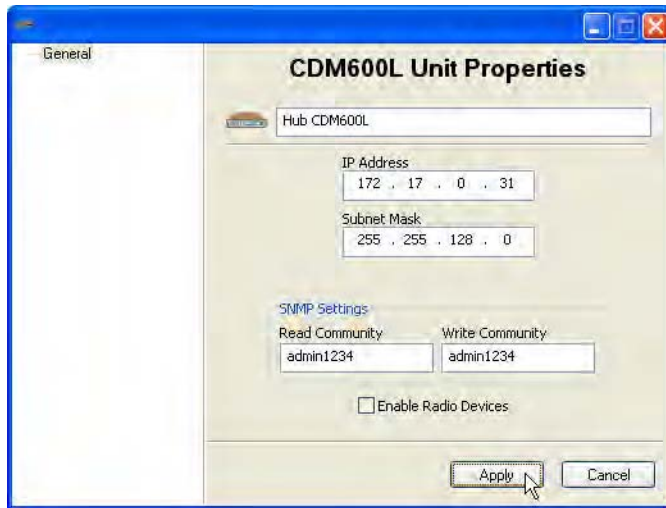 General
CDM600L Unit Properties
Hub CDM600L
IP Address
172 . 17 . 0 . 31
Subnet Mask
255 . 255 . 128 . 0
SNMP Settings
Read Community
Write Community
admin1234
admin1234
Enable Radio Devices
Apply
Cancel